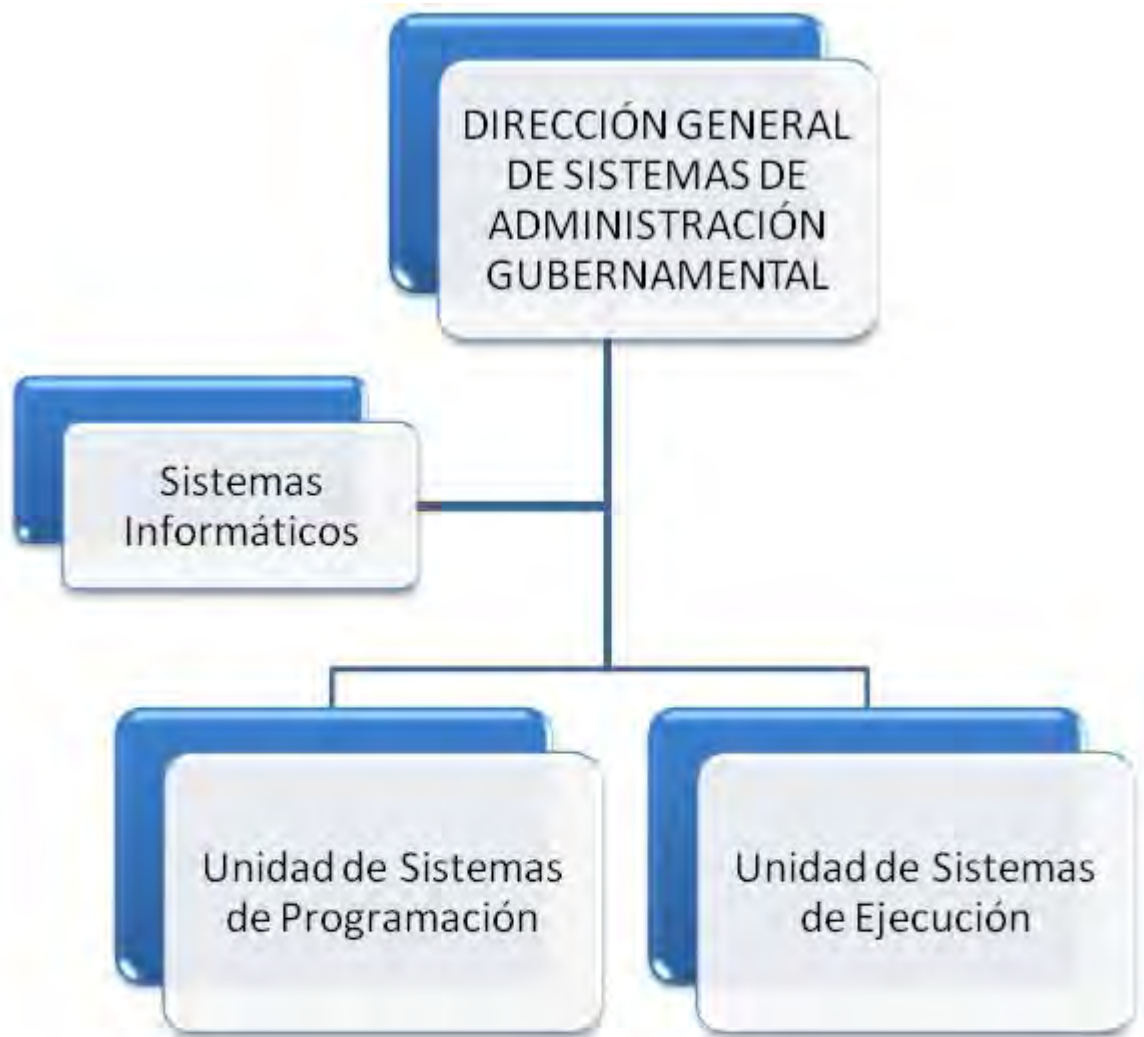 DIRECCIÓN GENERAL
DE SISTEMAS DE
ADMINISTRACIÓN
GUBERNAMENTAL
Sistemas
Informáticos
Unidad de Sistemas
de Programación
Unidad de Sistemas
de Ejecución